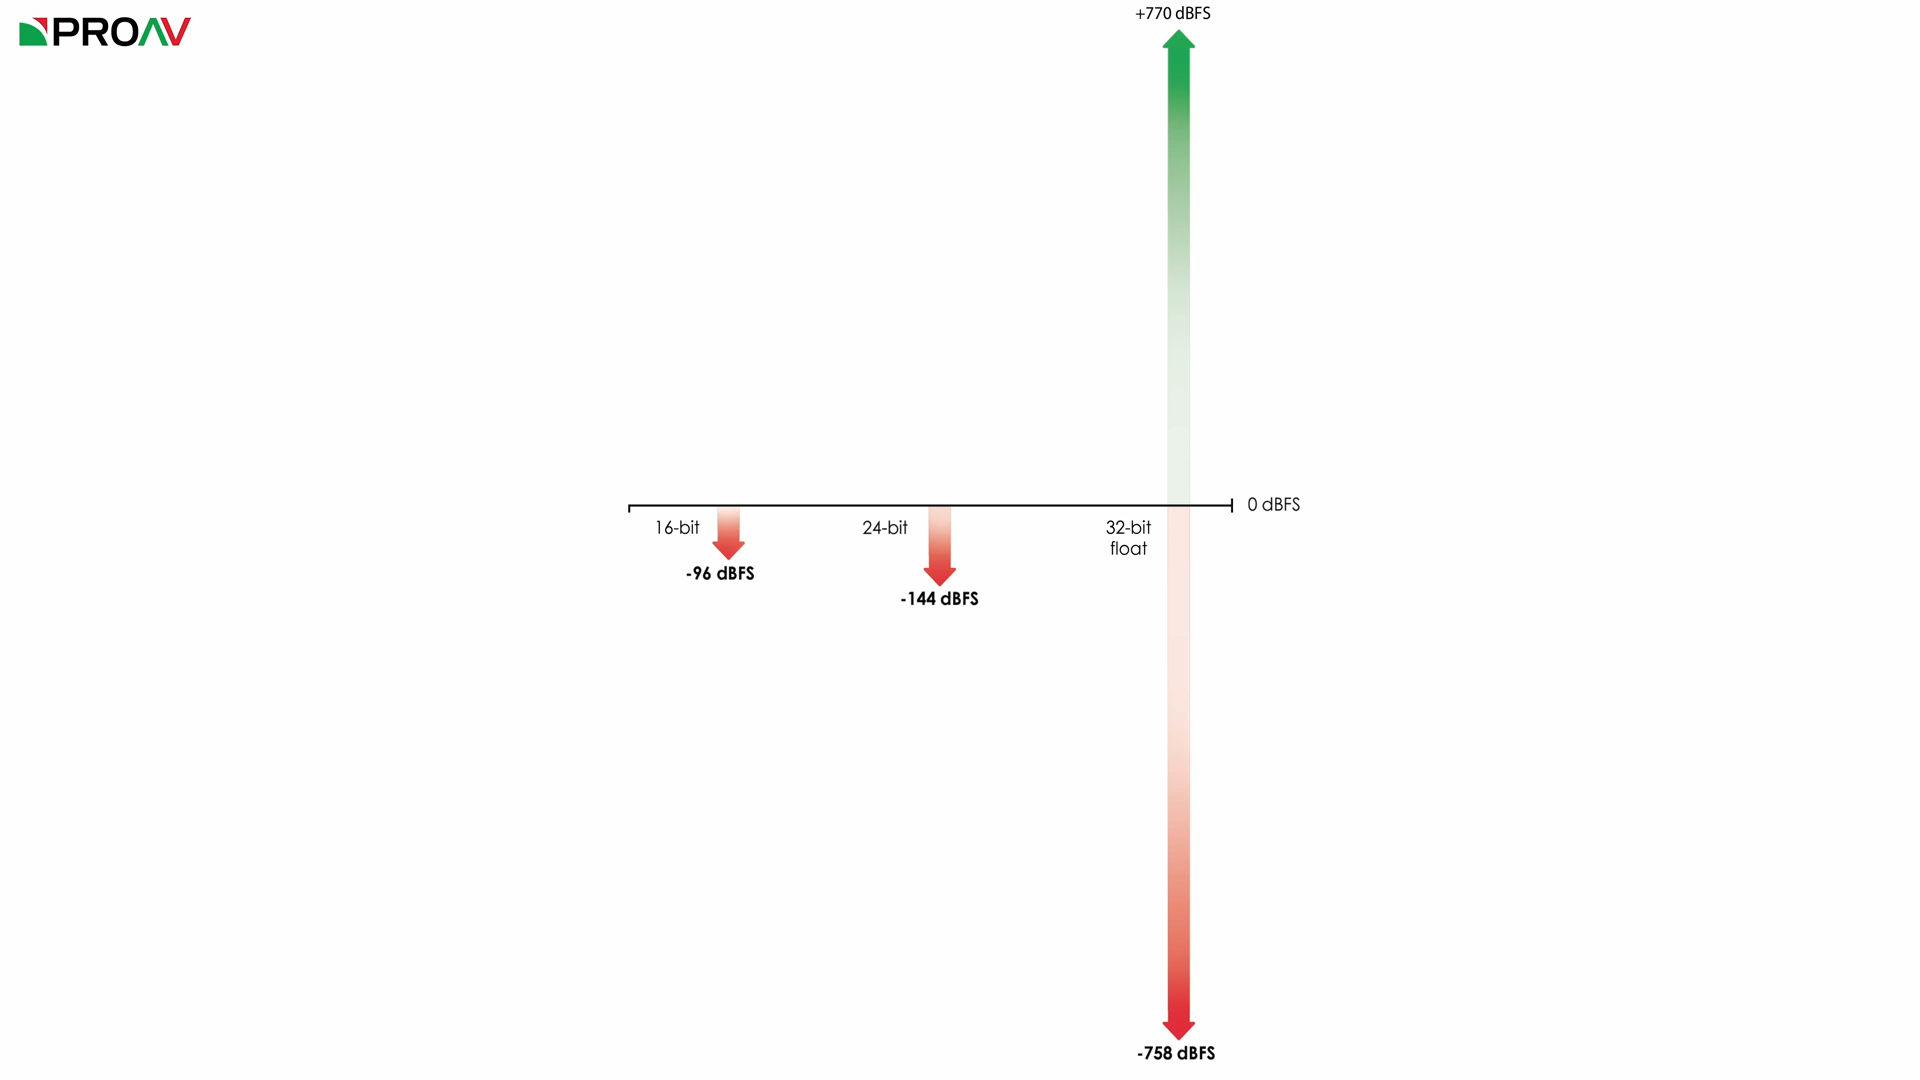 PROAV
+770 dBFS
0 dBFS
16-bit
24-bit
32-bit
float
-96 dBFS
-144 dBFS
-758 dBFS